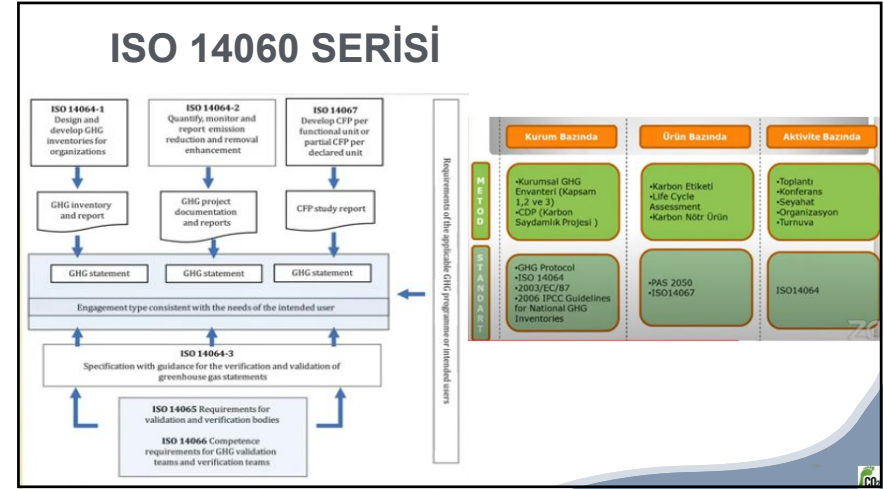 ISO 14060 SERİSİ
ISO 14064-1
Design and
develop GHG
inventories for
organizations
ISO 14064-2
Quantify, monitor and
report emission
reduction and removal
enhancement
ISO 14067
Develop CFP per
functional unit or
partial CFP per
declared unit
GHG inventory
and report
GHG project
documentation
and reports
CFP study report
GHG statement
GHG statement
GHG statement
Engagement type consistent with the needs of the intended user
ISO 14064-3
Specification with guidance for the verification and validation of
greenhouse gas statements
ISO 14065 Requirements for
validation and verification bodies
ISO 14066 Competence
requirements for GHG validation
teams and verification teams
Requirements of the applicable GHG programme or intended users
Kurum Bazında
Ürün Bazında
Aktivite Bazında
METOD
•Kurumsal GHG
Envanteri (Kapsam
1,2 ve 3)
•CDP (Karbon
Saydamlık Projesi )
•Karbon Etiketi
•Life Cycle
Assessment
•Karbon Nötr Ürün
•Toplantı
•Konferans
•Seyahat
•Organizasyon
•Turnuva
STANDART
•GHG Protocol
•ISO 14064
•2003/EC/87
•2006 IPCC Guidelines
for National GHG
Inventories
•PAS 2050
•ISO14067
ISO14064
CO₂